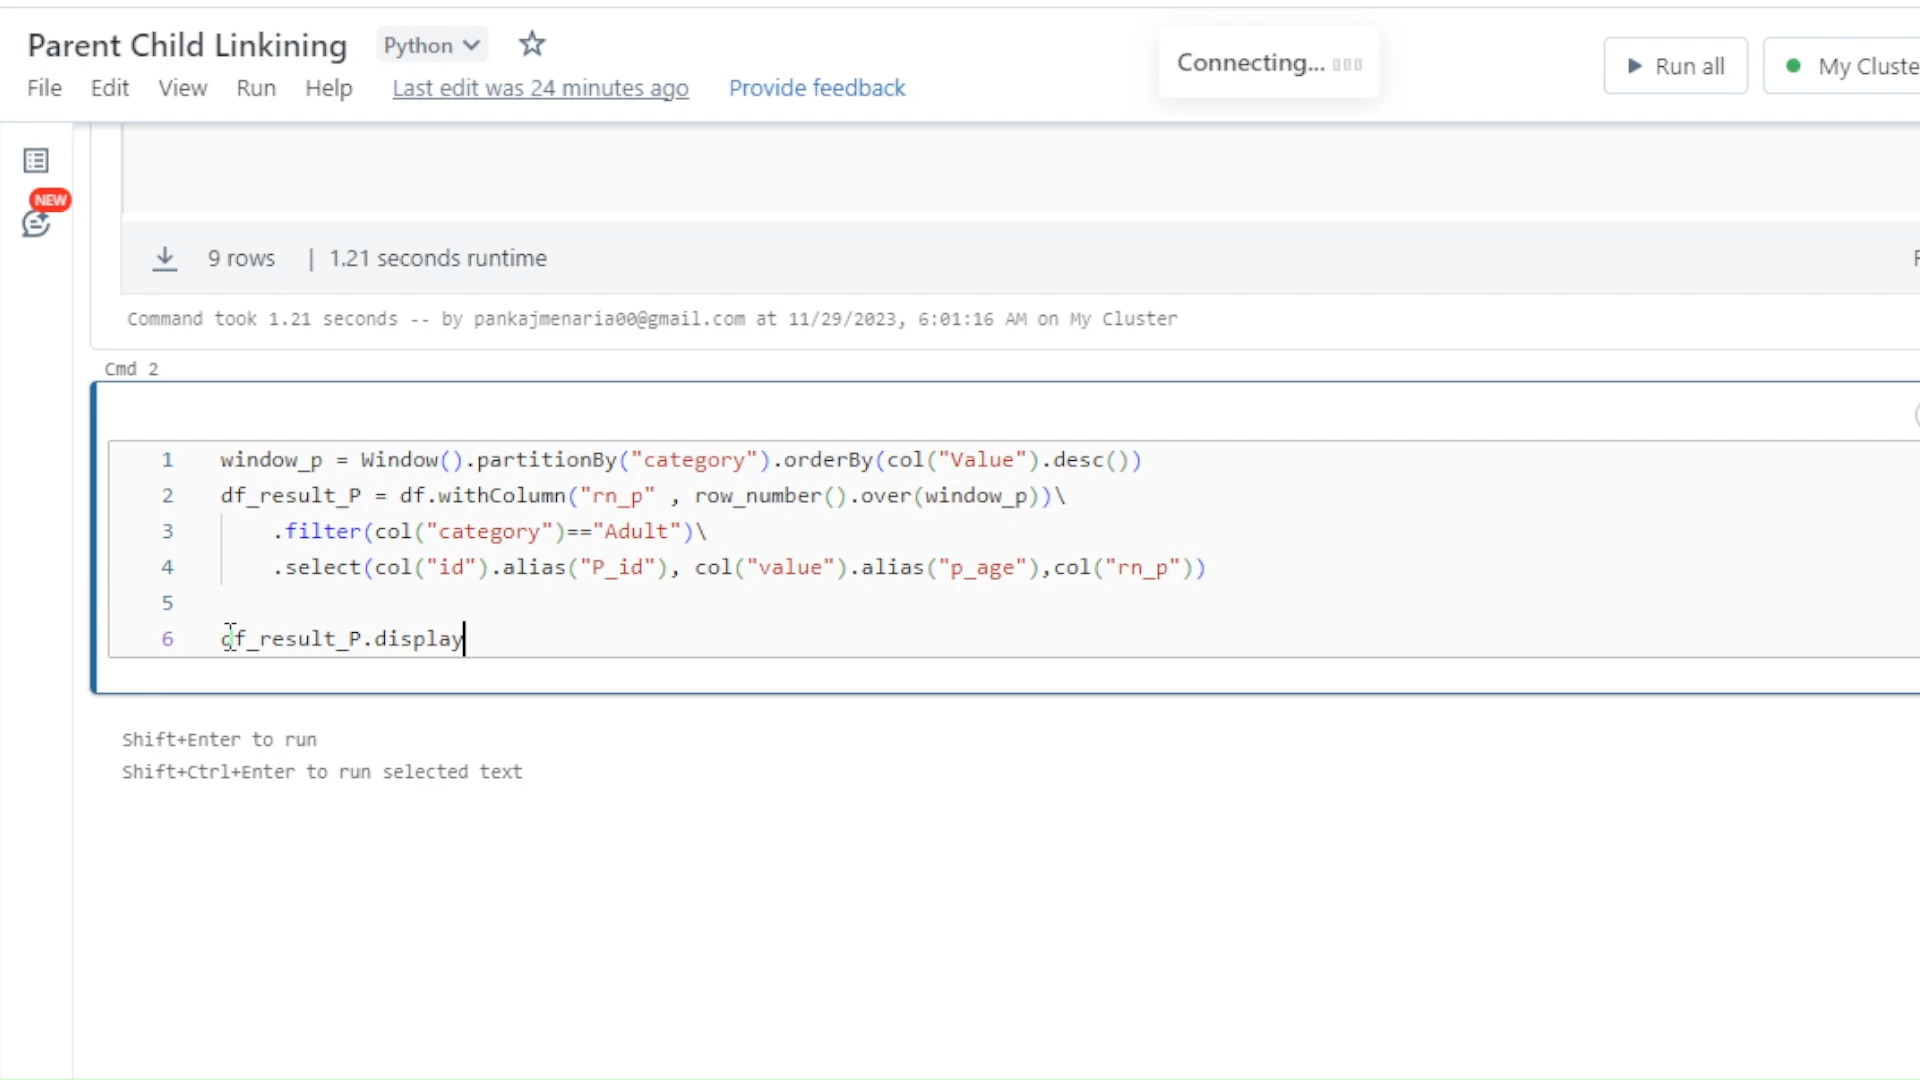 Parent Child Linkining Python
Connecting...
Run all
My Cluste
File Edit View Run Help Last edit was 24 minutes ago Provide feedback
NEW
9 rows | 1.21 seconds runtime
Command took 1.21 seconds -- by pankajmenaria00@gmail.com at 11/29/2023, 6:01:16 AM on My Cluster
Cmd 2
1 window_p = Window().partitionBy("category").orderBy(col("Value").desc())
2 df_result_P = df.withColumn("rn_p" , row_number().over(window_p))\
3 .filter(col("category")=="Adult")\
4 .select(col("id").alias("P_id"), col("value").alias("p_age"),col("rn_p"))
5
6 df_result_P.display
Shift+Enter to run
Shift+Ctrl+Enter to run selected text